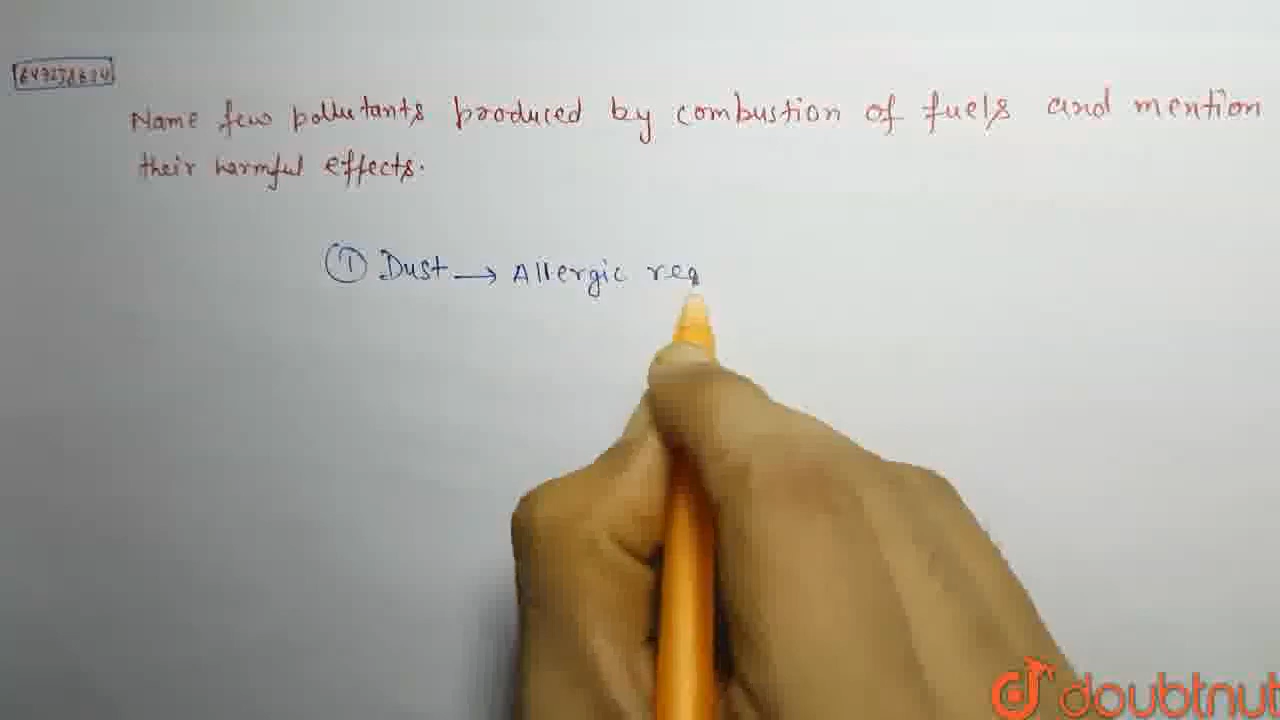 Name few pollutants produced by combustion of fuels and mention
their harmful effects.
① Dust → Allergic rea
doubtnut